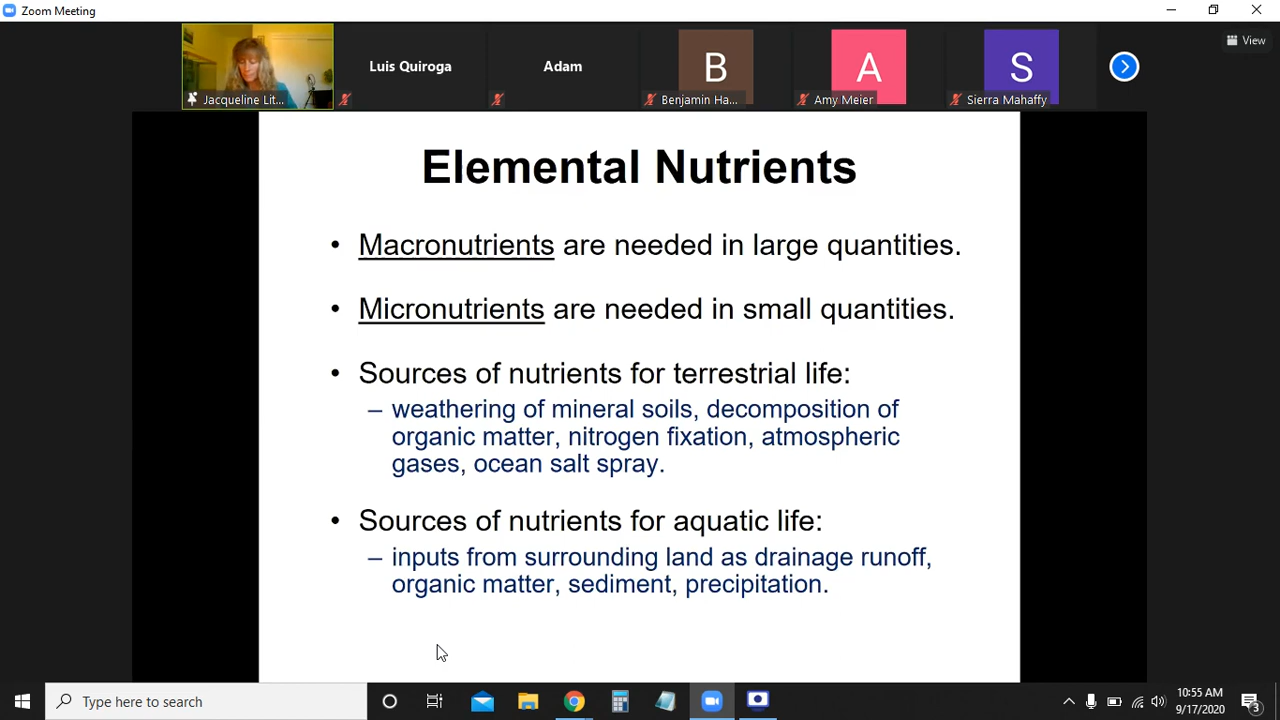 Zoom Meeting
View
Luis Quiroga
Adam
B
A
S
Jacqueline Lit...
Benjamin Ha...
Amy Meier
Sierra Mahaffy
Elemental Nutrients
• Macronutrients are needed in large quantities.
• Micronutrients are needed in small quantities.
• Sources of nutrients for terrestrial life:
– weathering of mineral soils, decomposition of
organic matter, nitrogen fixation, atmospheric
gases, ocean salt spray.
• Sources of nutrients for aquatic life:
– inputs from surrounding land as drainage runoff,
organic matter, sediment, precipitation.
Type here to search
10:55 AM
9/17/2020
3